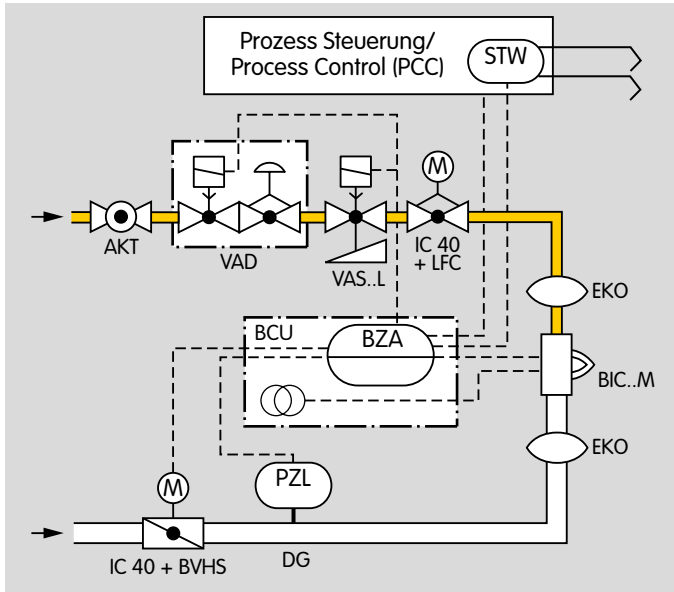 Prozess Steuerung/
Process Control (PCC)
STW
M
AKT
VAD
VAS..L
IC 40
+ LFC
EKO
BCU
BZA
BIC..M
EKO
PZL
M
DG
IC 40 + BVHS